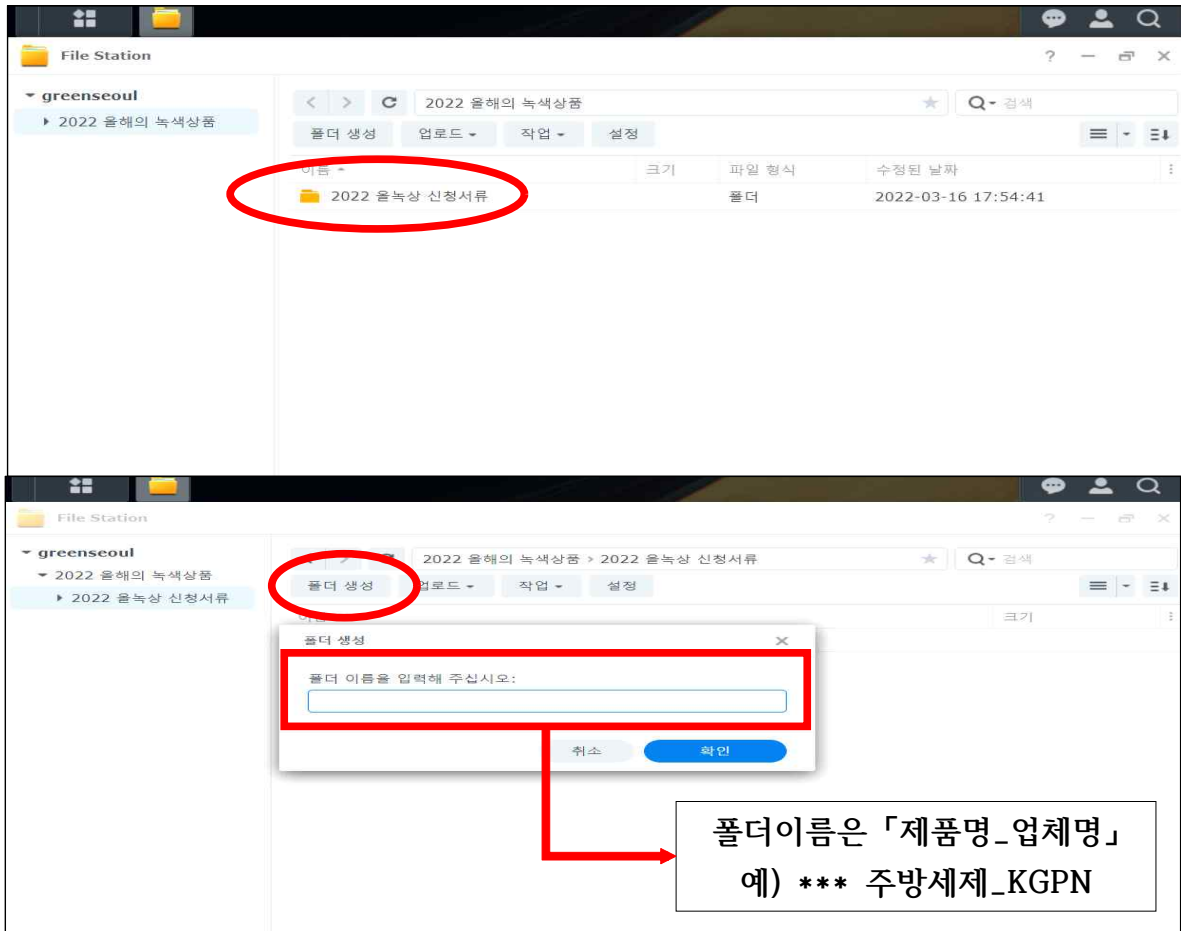 File Station
?
greenseoul
2022 올해의 녹색상품
2022 올해의 녹색상품
검색
폴더 생성 업로드 작업 설정
이름 크기 파일 형식 수정된 날짜
2022 올녹상 신청서류 폴더 2022-03-16 17:54:41
File Station
?
greenseoul
2022 올해의 녹색상품
2022 올녹상 신청서류
2022 올해의 녹색상품 › 2022 올녹상 신청서류
검색
폴더 생성 업로드 작업 설정
크기
폴더 생성
폴더 이름을 입력해 주십시오:
취소 확인
폴더이름은 「제품명_업체명」
예) *** 주방세제_KGPN